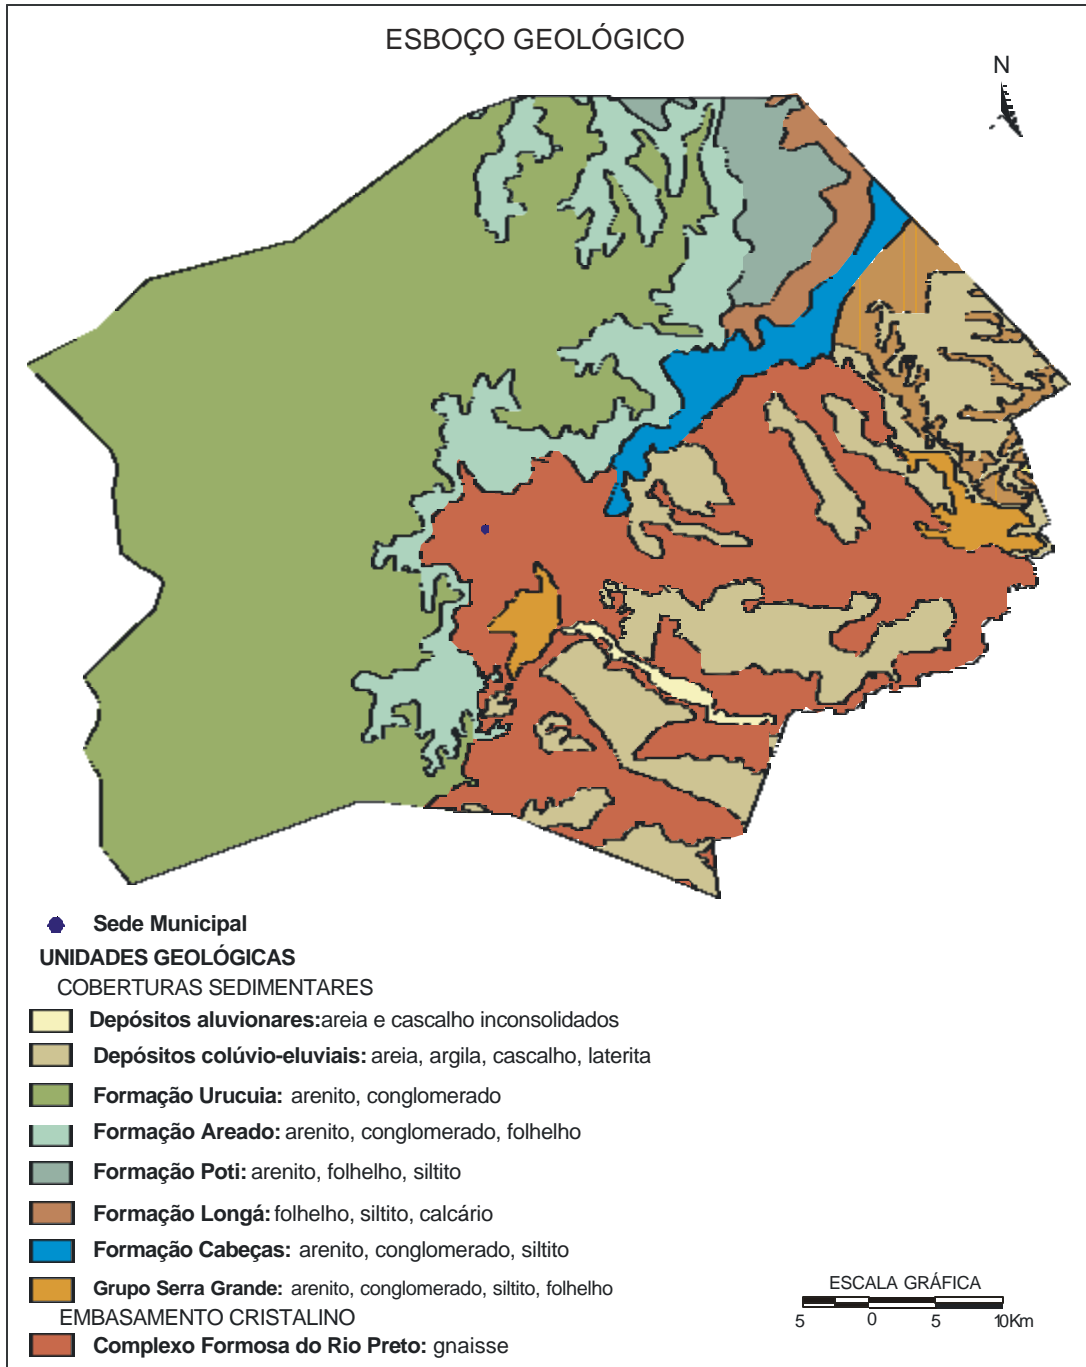 ESBOÇO GEOLÓGICO
N
Sede Municipal
UNIDADES GEOLÓGICAS
COBERTURAS SEDIMENTARES
Depósitos aluvionares:areia e cascalho inconsolidados
Depósitos colúvio-eluviais: areia, argila, cascalho, laterita
Formação Urucuia: arenito, conglomerado
Formação Areado: arenito, conglomerado, folhelho
Formação Poti: arenito, folhelho, siltito
Formação Longá: folhelho, siltito, calcário
Formação Cabeças: arenito, conglomerado, siltito
Grupo Serra Grande: arenito, conglomerado, siltito, folhelho
EMBASAMENTO CRISTALINO
Complexo Formosa do Rio Preto: gnaisse
ESCALA GRÁFICA
5 0 5 10Km